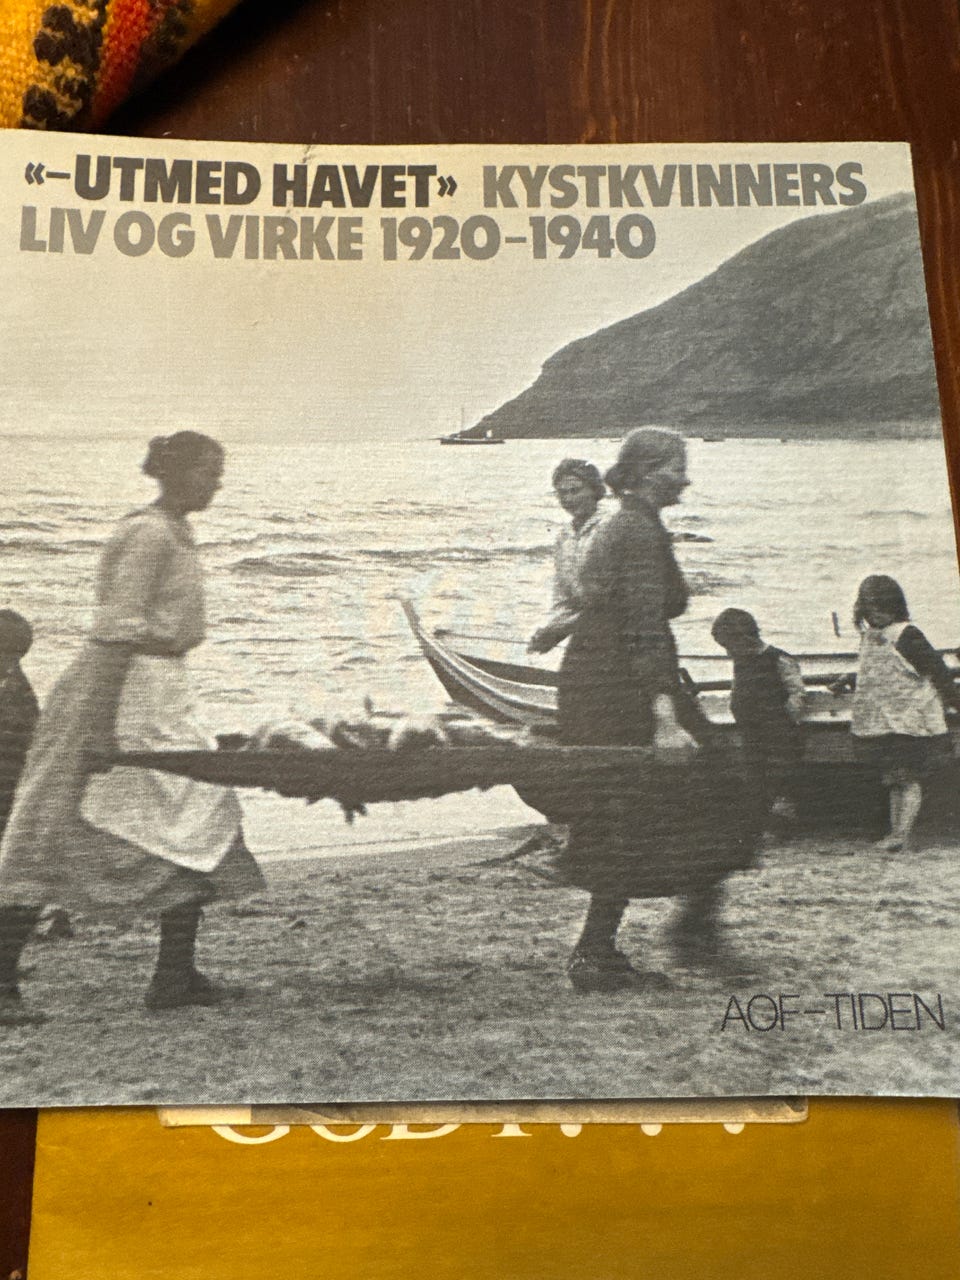 «–UTMED HAVET» KYSTKVINNERS
LIV OG VIRKE 1920–1940
AOF–TIDEN